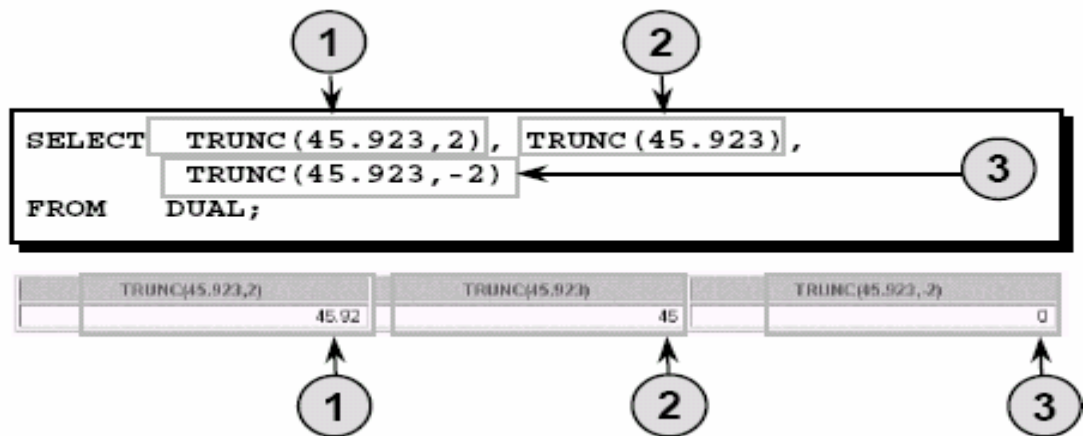 1 2
SELECT TRUNC(45.923,2), TRUNC(45.923),
TRUNC(45.923,-2) 3
FROM DUAL;
TRUNC(45.923,2) TRUNC(45.923) TRUNC(45.923,-2)
45.92 45 0
1 2 3